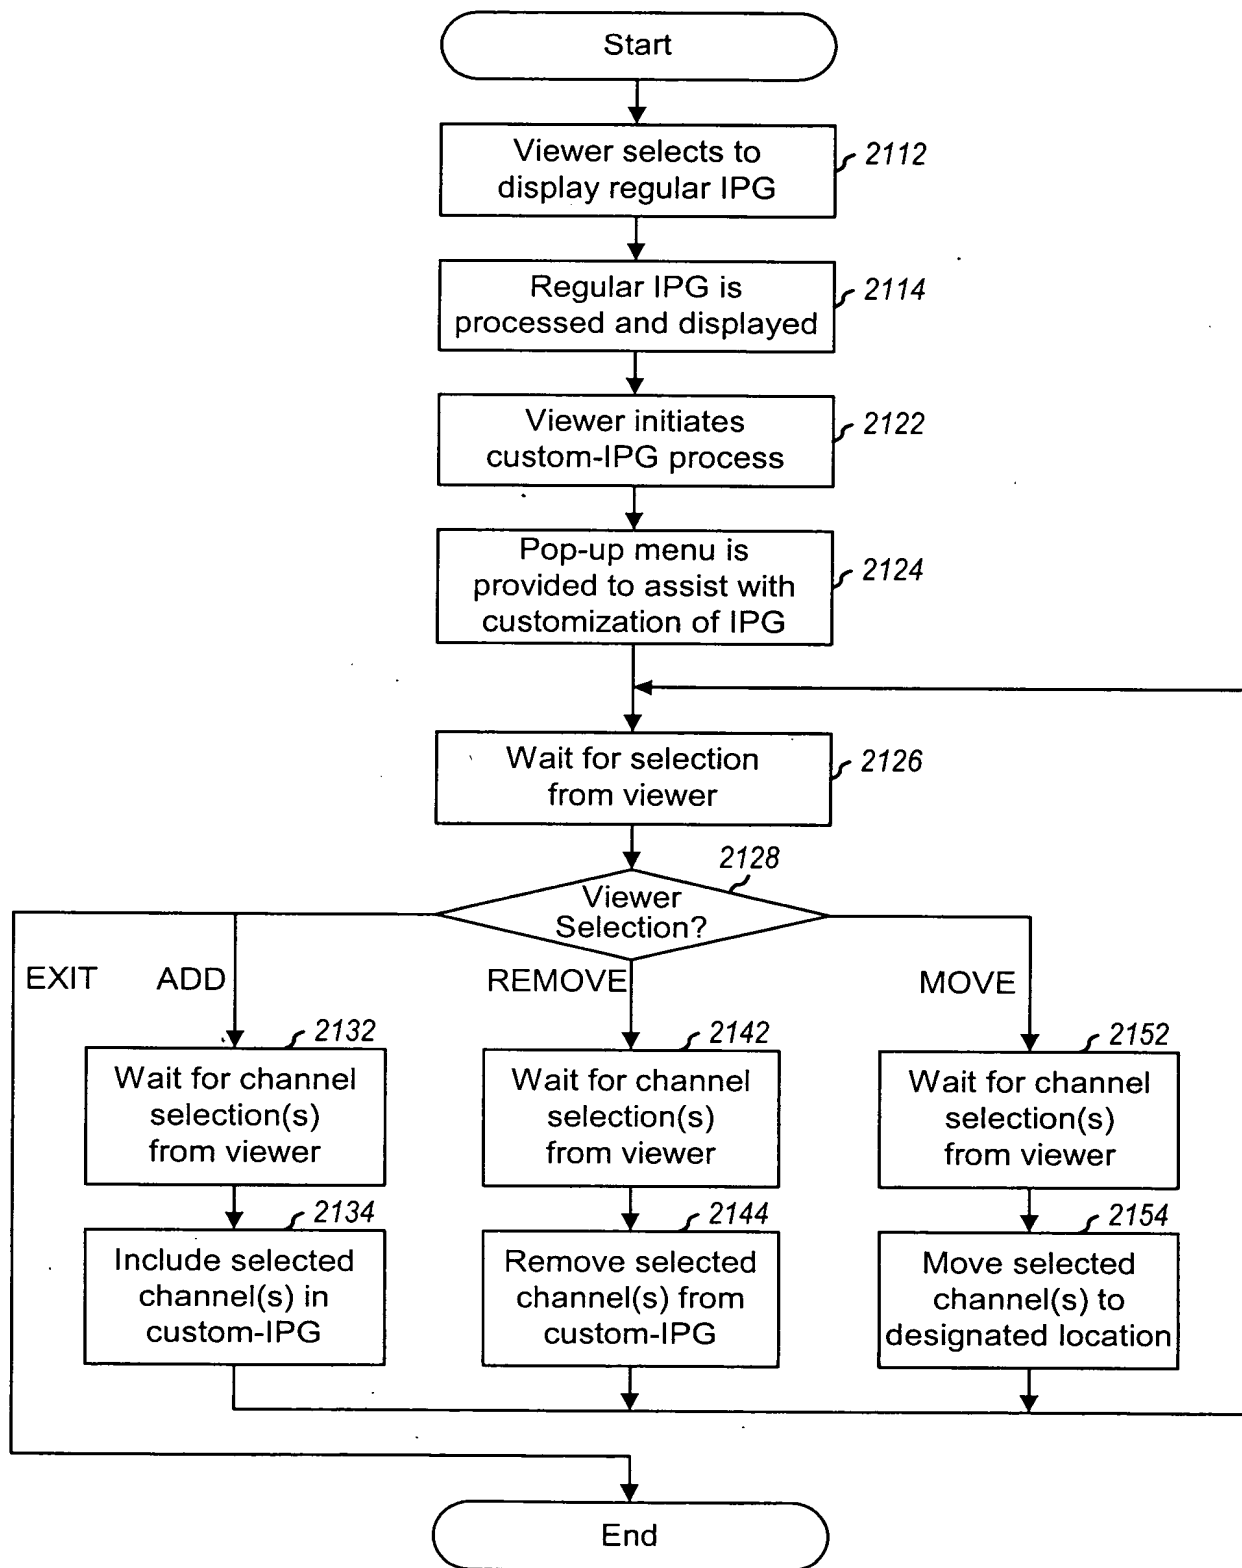 Start
Viewer selects to
display regular IPG
2112
Regular IPG is
processed and displayed
2114
Viewer initiates
custom-IPG process
2122
Pop-up menu is
provided to assist with
customization of IPG
2124
Wait for selection
from viewer
2126
2128
Viewer
Selection?
EXIT
ADD
REMOVE
MOVE
2132
Wait for channel
selection(s)
from viewer
2142
Wait for channel
selection(s)
from viewer
2152
Wait for channel
selection(s)
from viewer
2134
Include selected
channel(s) in
custom-IPG
2144
Remove selected
channel(s) from
custom-IPG
2154
Move selected
channel(s) to
designated location
End